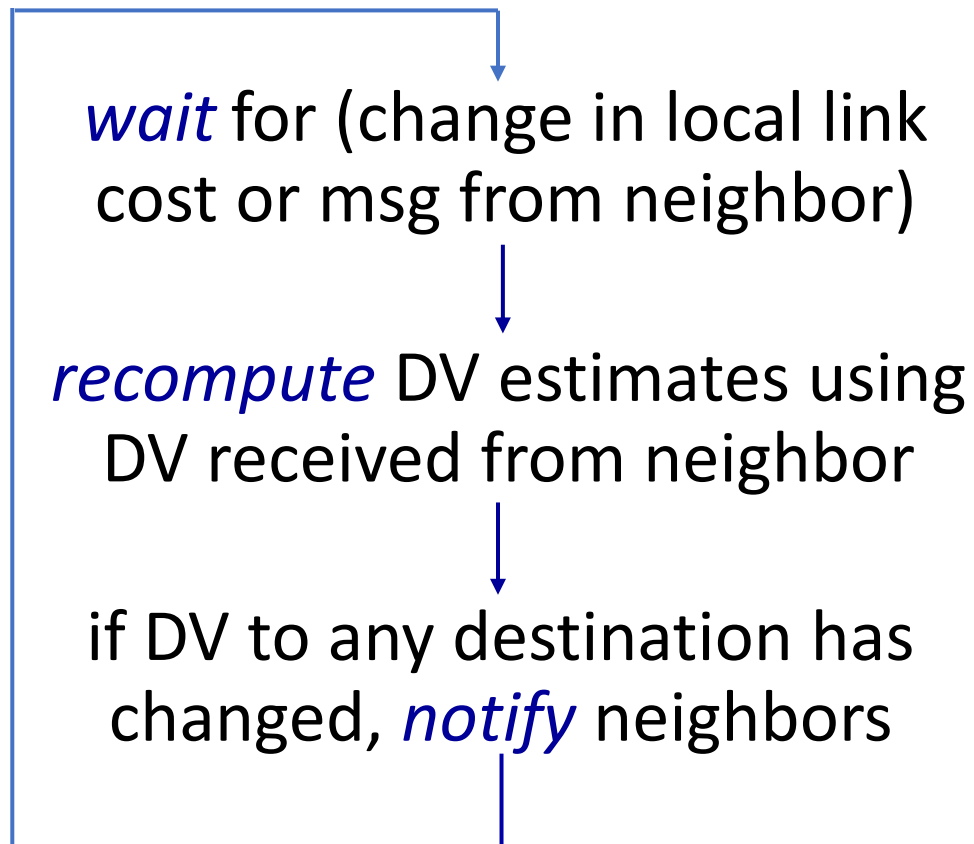 wait for (change in local link
cost or msg from neighbor)
recompute DV estimates using
DV received from neighbor
if DV to any destination has
changed, notify neighbors